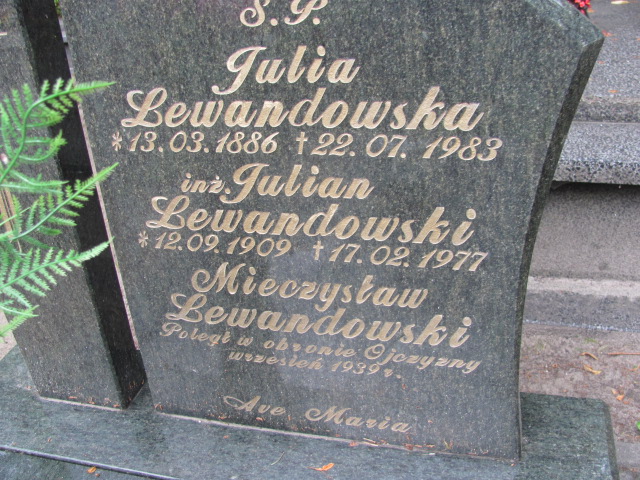 Ś.P.
Julia
Lewandowska
*13.03.1886 †22.07.1983
inż. Julian
Lewandowski
*12.09.1909 †17.02.1977
Mieczysław
Lewandowski
Poległ w obronie Ojczyzny
wrzesień 1939 r.
Ave Maria